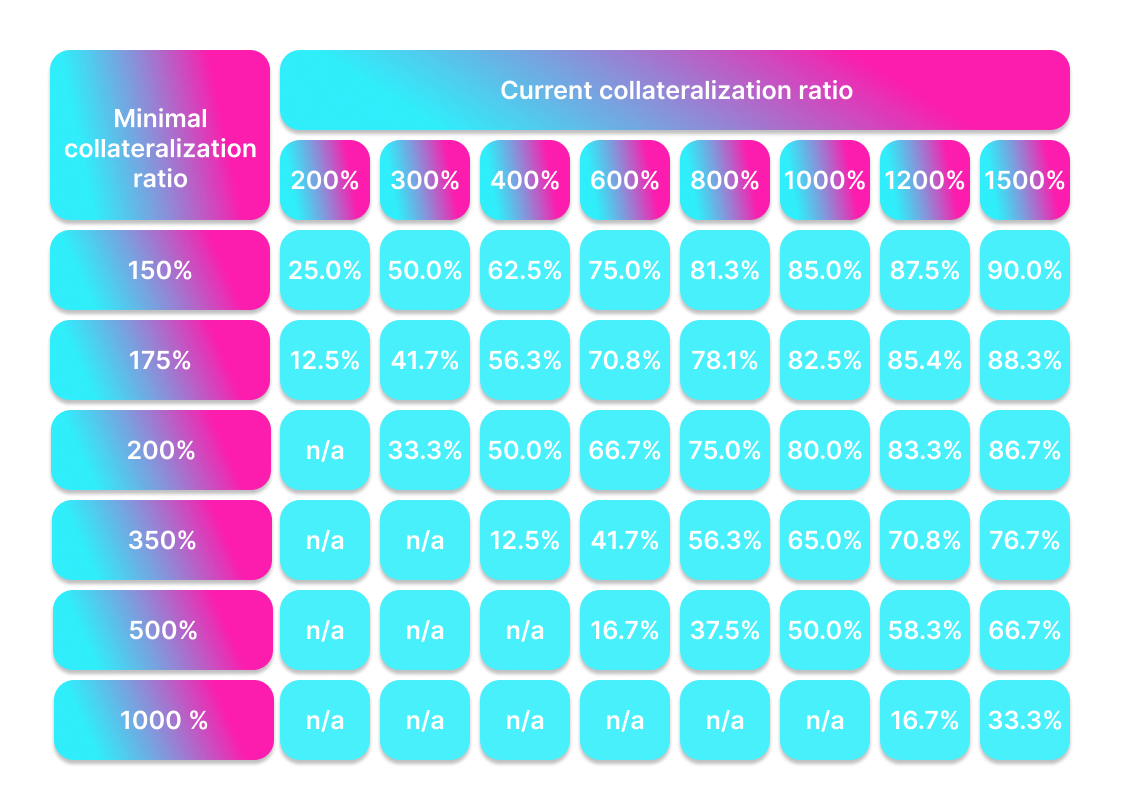 Minimal
collateralization
ratio
Current collateralization ratio
200% 300% 400% 600% 800% 1000% 1200% 1500%
150% 25.0% 50.0% 62.5% 75.0% 81.3% 85.0% 87.5% 90.0%
175% 12.5% 41.7% 56.3% 70.8% 78.1% 82.5% 85.4% 88.3%
200% n/a 33.3% 50.0% 66.7% 75.0% 80.0% 83.3% 86.7%
350% n/a n/a 12.5% 41.7% 56.3% 65.0% 70.8% 76.7%
500% n/a n/a n/a 16.7% 37.5% 50.0% 58.3% 66.7%
1000 % n/a n/a n/a n/a n/a n/a 16.7% 33.3%